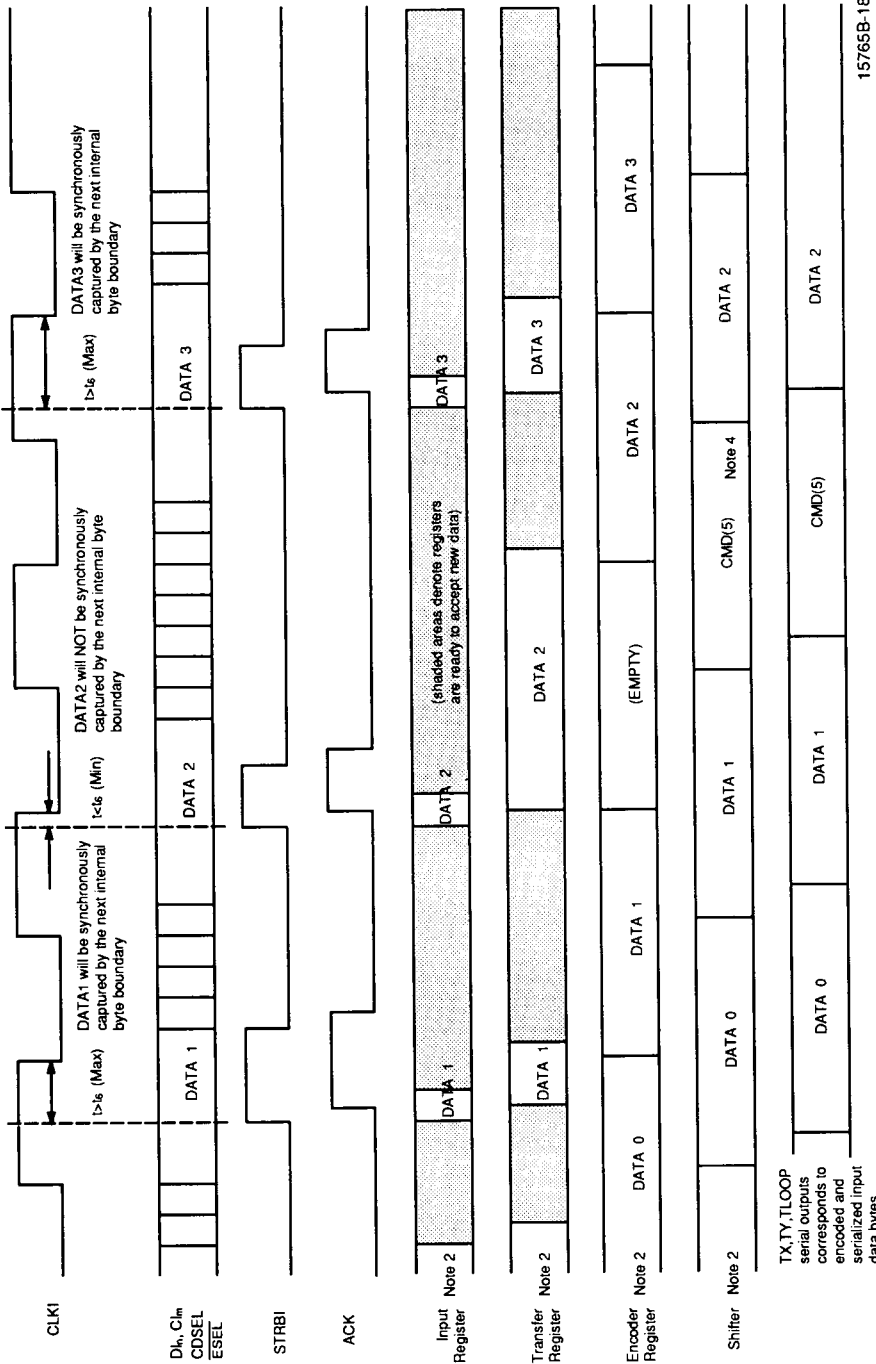 CLKI
t>t₆ (Max)
DATA1 will be synchronously
captured by the next internal
byte boundary
t<t₆ (Min)
DATA2 will NOT be synchronously
captured by the next internal byte
boundary
t>t₆ (Max)
DATA3 will be synchronously
captured by the next internal
byte boundary
DIₙ, CIₘ
CDSEL
ESEL
DATA 1
DATA 2
DATA 3
STRBI
ACK
Input
Register
Note 2
DATA 1
DATA 2
(shaded areas denote registers
are ready to accept new data)
DATA 3
Transfer
Register
Note 2
DATA 1
DATA 2
DATA 3
Encoder
Register
Note 2
DATA 0
DATA 1
(EMPTY)
DATA 2
DATA 3
Shifter
Note 2
DATA 0
DATA 1
CMD(5)
Note 4
DATA 2
TX,TY,TLOOP
serial outputs
corresponds to
encoded and
serialized input
data bytes
DATA 0
DATA 1
CMD(5)
DATA 2